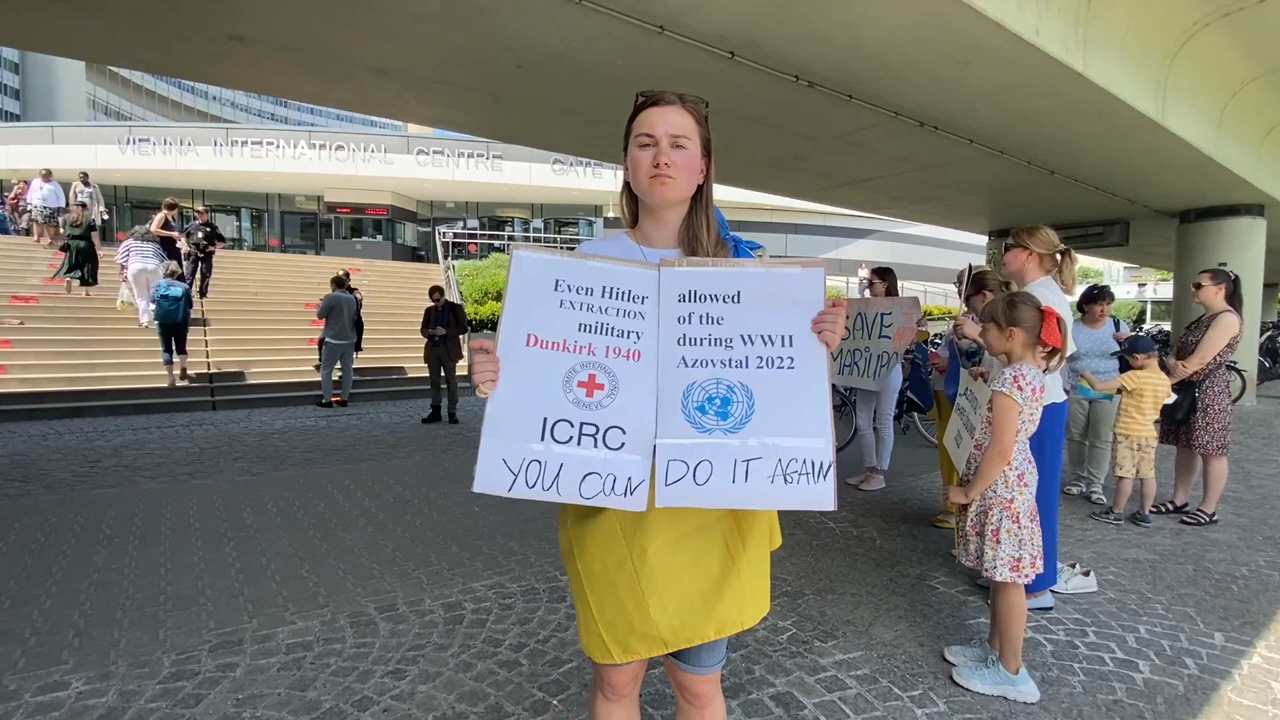 VIENNA INTERNATIONAL CENTRE GATE
Even Hitler allowed
EXTRACTION of the
military during WWII
Dunkirk 1940 Azovstal 2022
COMITE INTERNATIONAL
GENEVE
ICRC
YOU CAN DO IT AGAIN
SAVE
MARIUPOL